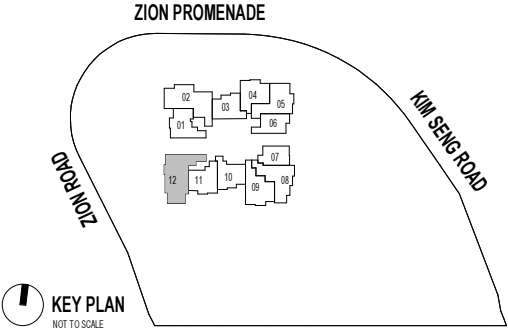 ZION PROMENADE
02
04
03
05
01
06
KIM SENG ROAD
ZION ROAD
07
12
11
10
09
08
KEY PLAN
NOT TO SCALE